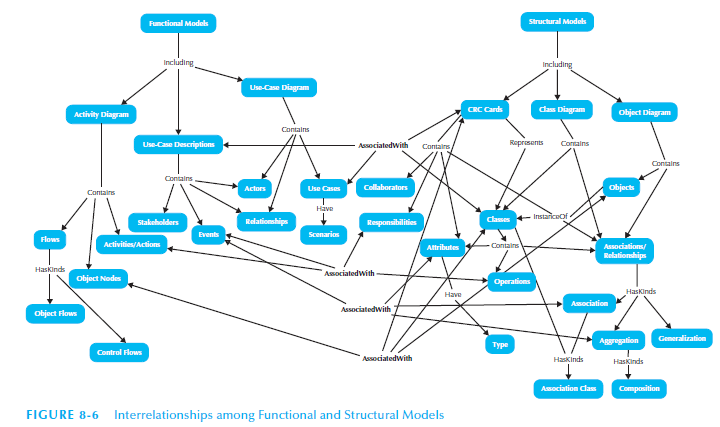 Functional Models
Structural Models
Including
Including
Use-Case Diagram
Activity Diagram
CRC Cards
Class Diagram
Object Diagram
Contains
Use-Case Descriptions
AssociatedWith
Contains
Represents
Contains
Contains
Contains
Contains
Actors
Use Cases
Collaborators
Objects
Have
Stakeholders
Relationships
Responsibilities
Classes
InstanceOf
Flows
Activities/Actions
Events
Scenarios
Attributes
Contains
Associations/
Relationships
HasKinds
Object Nodes
AssociatedWith
Operations
Have
HasKinds
Object Flows
AssociatedWith
Association
Control Flows
AssociatedWith
Type
Aggregation
Generalization
HasKinds
HasKinds
Association Class
Composition
FIGURE 8-6 Interrelationships among Functional and Structural Models